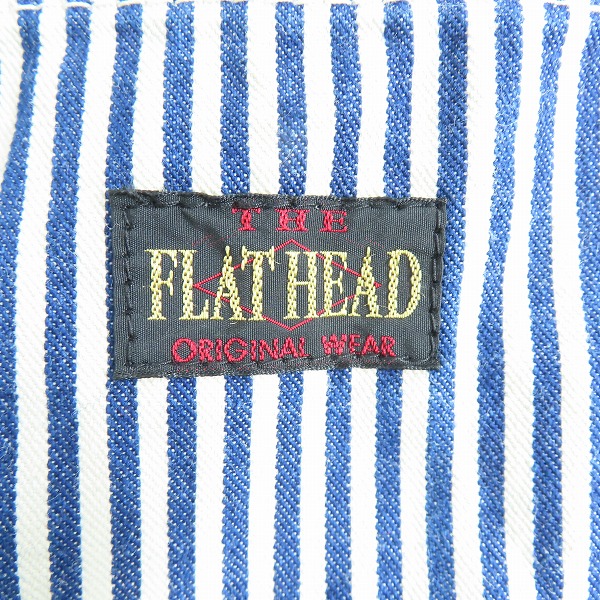 THE
FLAT HEAD
ORIGINAL WEAR